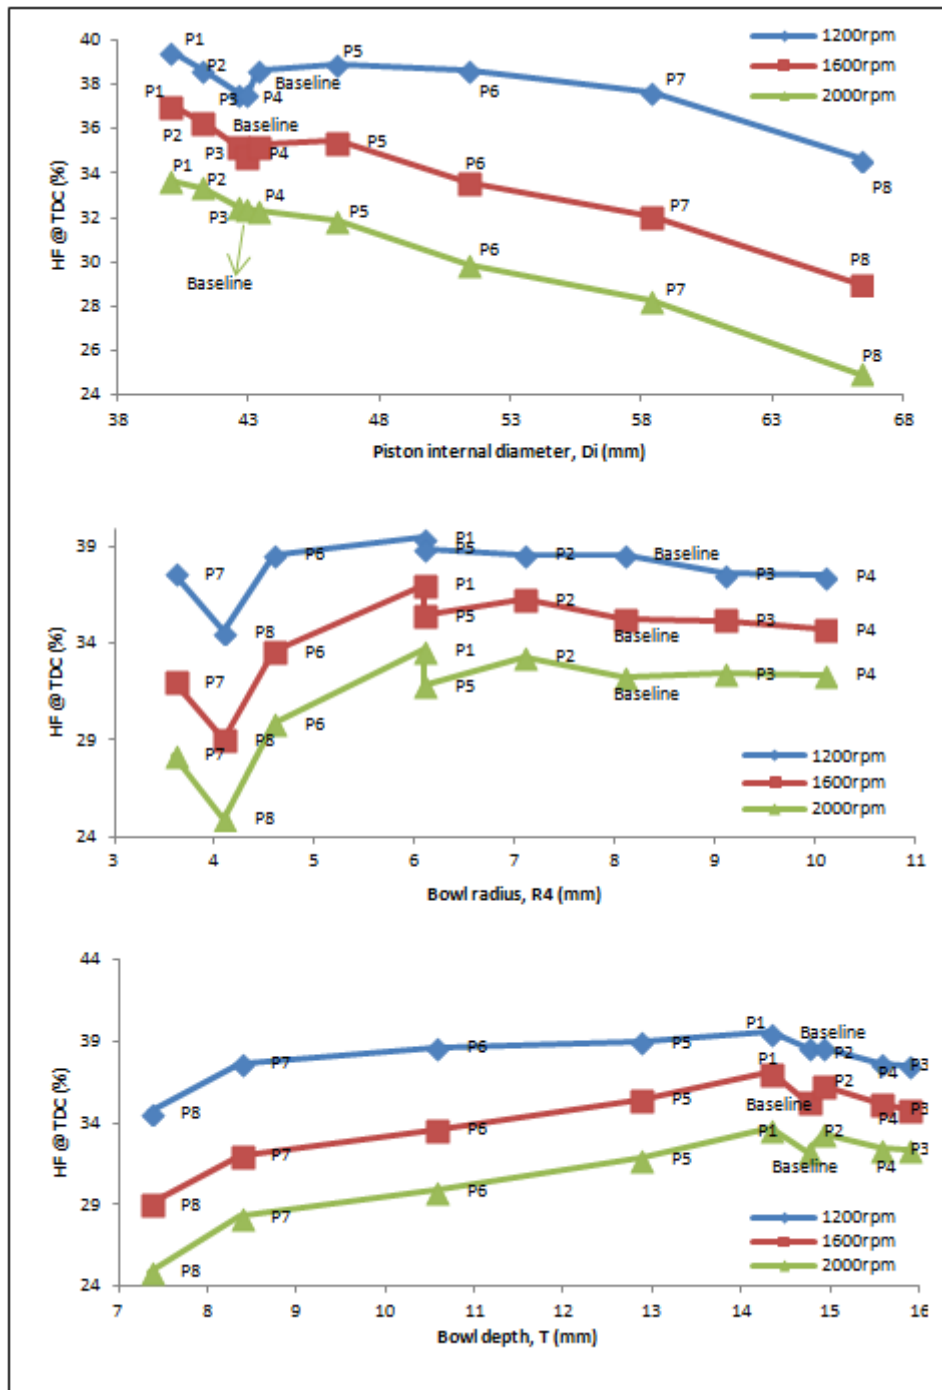 40
38
36
34
32
30
28
26
24
HF @ TDC (%)
P1
P2
P3
P4
Baseline
P5
P6
P7
P8
1200rpm
1600rpm
2000rpm
P1
P2
P3
Baseline
P4
P5
P6
P7
P8
P1
P2
P3
P4
Baseline
P5
P6
P7
P8
38
43
48
53
58
63
68
Piston internal diameter, Di (mm)
39
34
29
24
HF @TDC (%)
P7
P8
P6
P1
P5
P2
Baseline
P3
P4
P7
P8
P6
P1
P5
P2
Baseline
P3
P4
P7
P8
P6
P1
P5
P2
Baseline
P3
P4
1200rpm
1600rpm
2000rpm
3
4
5
6
7
8
9
10
11
Bowl radius, R4 (mm)
44
39
34
29
24
HF @TDC (%)
P8
P7
P6
P5
P1
Baseline
P2
P4
P3
P8
P7
P6
P5
P1
Baseline
P2
P4
P3
P8
P7
P6
P5
P1
Baseline
P2
P4
P3
1200rpm
1600rpm
2000rpm
7
8
9
10
11
12
13
14
15
16
Bowl depth, T (mm)